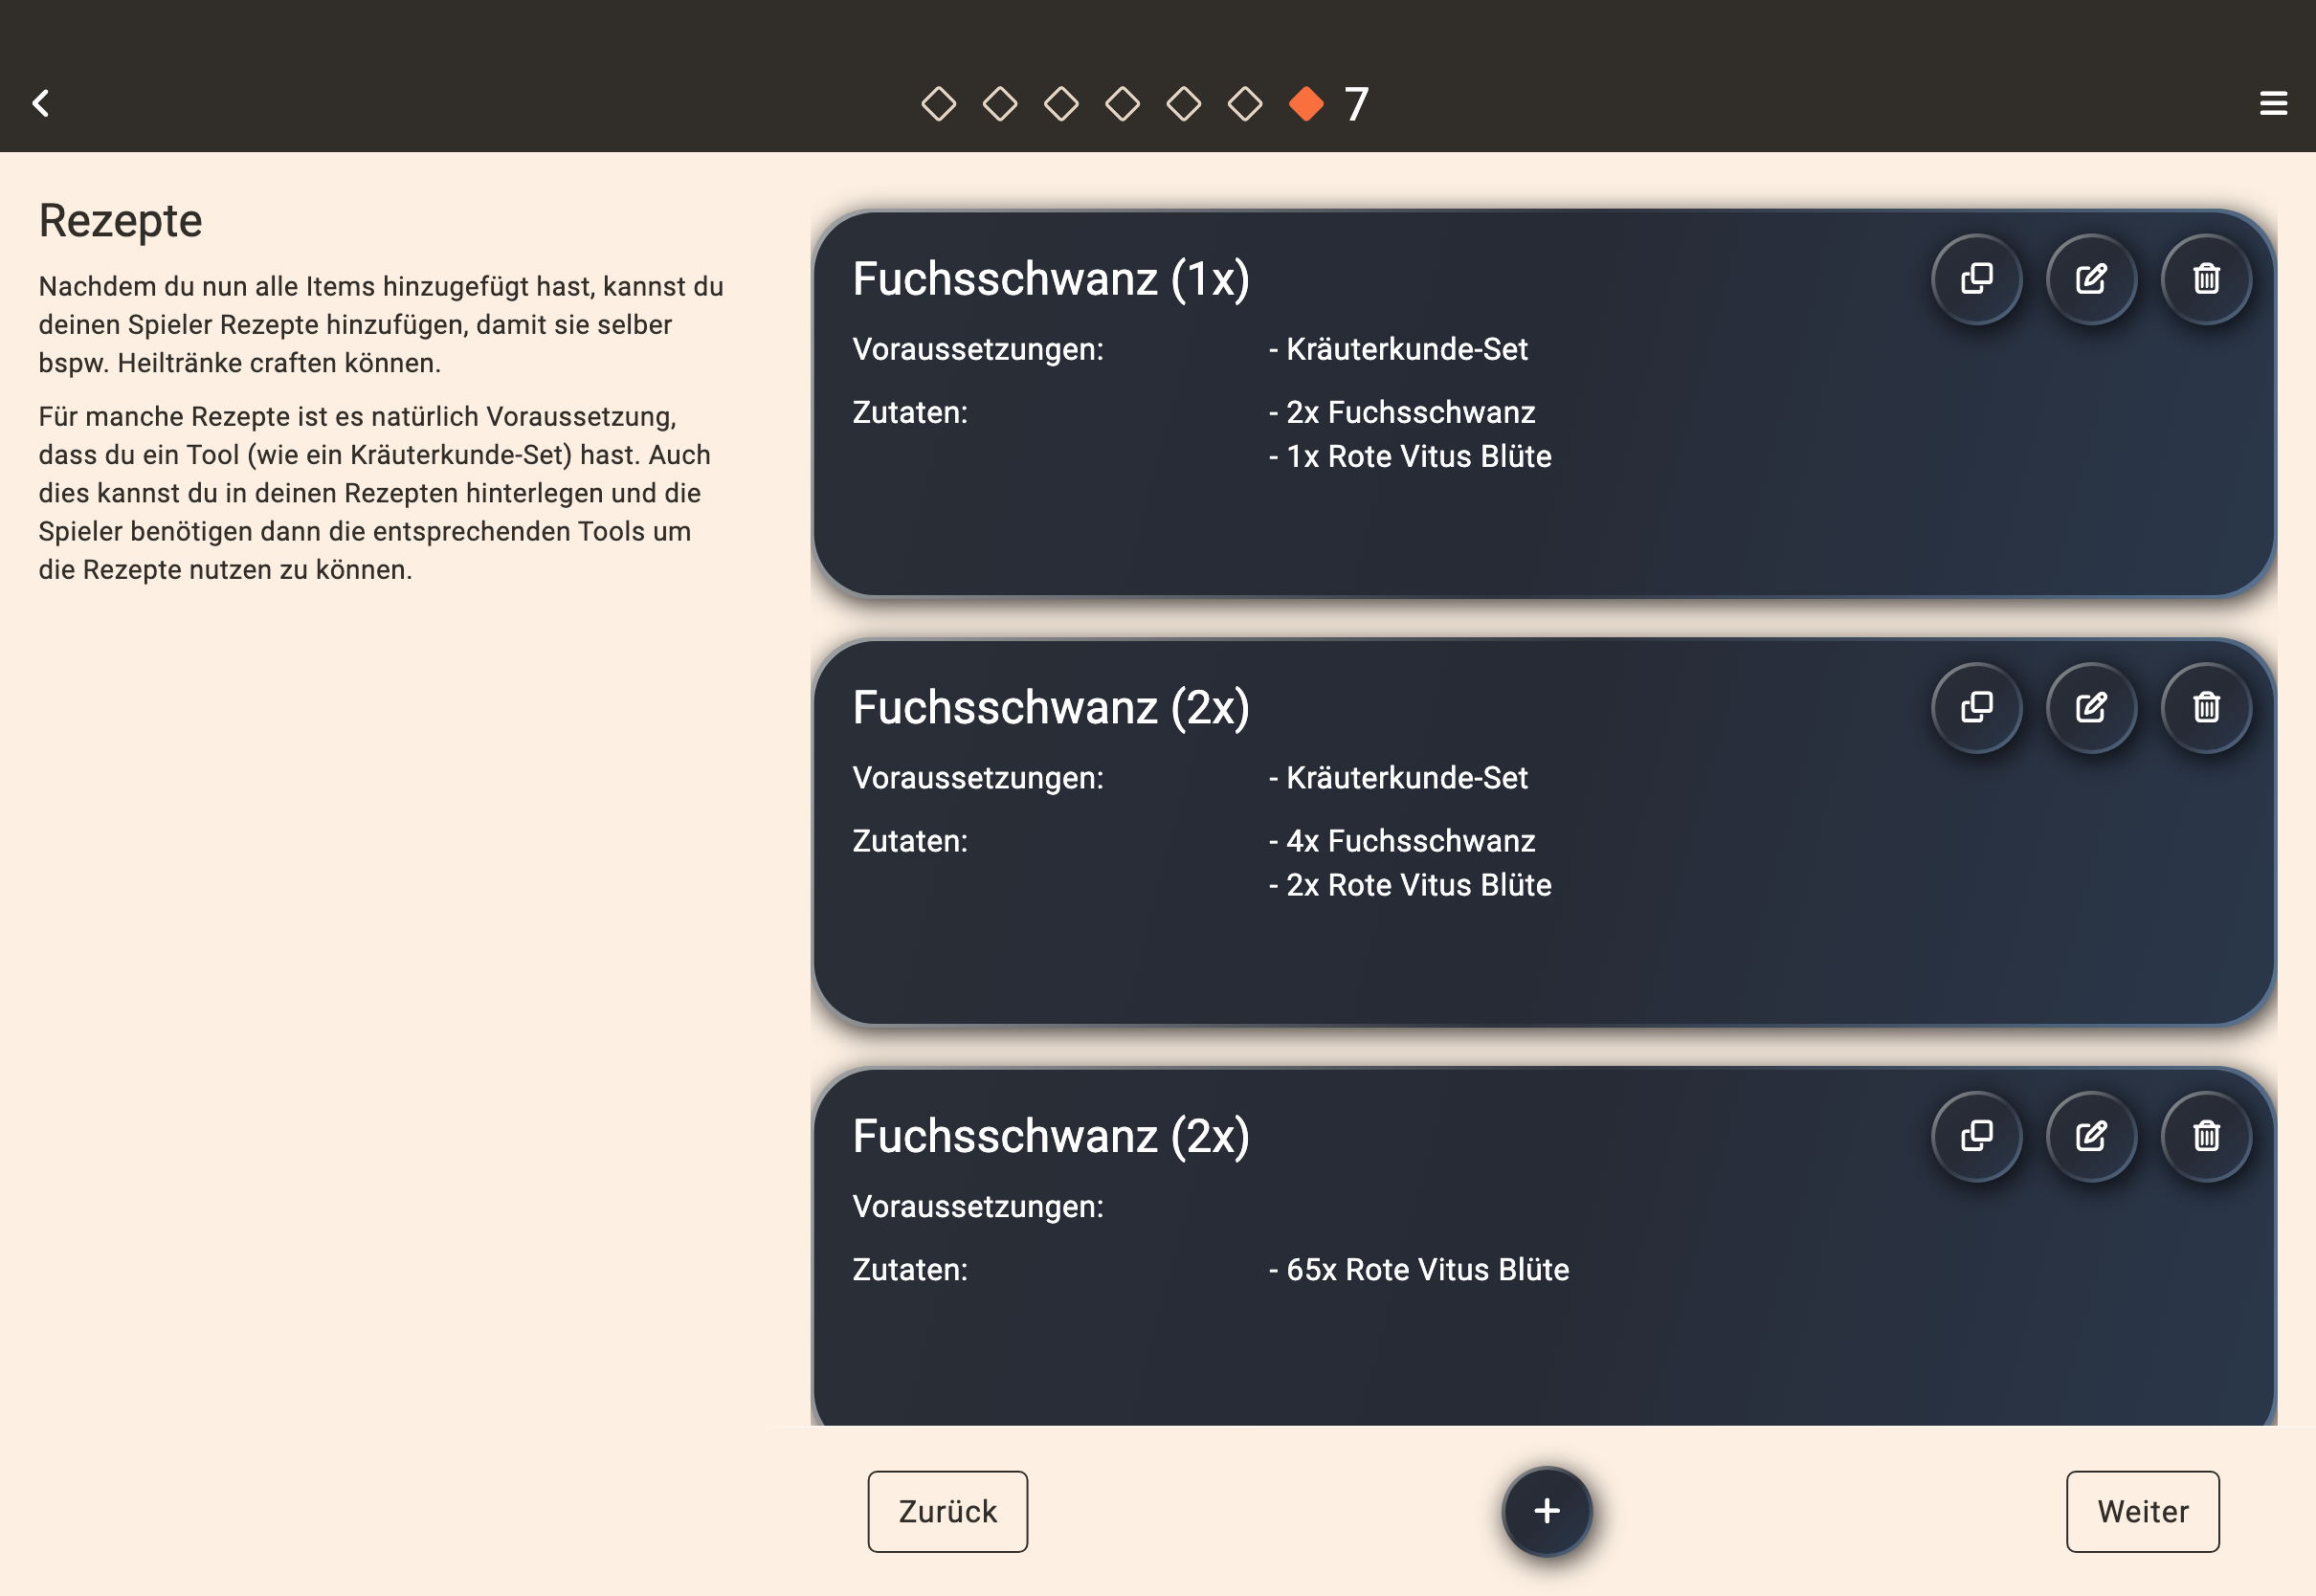 7
Rezepte
Nachdem du nun alle Items hinzugefügt hast, kannst du
deinen Spieler Rezepte hinzufügen, damit sie selber
bspw. Heiltränke craften können.
Für manche Rezepte ist es natürlich Voraussetzung,
dass du ein Tool (wie ein Kräuterkunde-Set) hast. Auch
dies kannst du in deinen Rezepten hinterlegen und die
Spieler benötigen dann die entsprechenden Tools um
die Rezepte nutzen zu können.
Fuchsschwanz (1x)
Voraussetzungen: - Kräuterkunde-Set
Zutaten: - 2x Fuchsschwanz
- 1x Rote Vitus Blüte
Fuchsschwanz (2x)
Voraussetzungen: - Kräuterkunde-Set
Zutaten: - 4x Fuchsschwanz
- 2x Rote Vitus Blüte
Fuchsschwanz (2x)
Voraussetzungen:
Zutaten: - 65x Rote Vitus Blüte
Zurück + Weiter